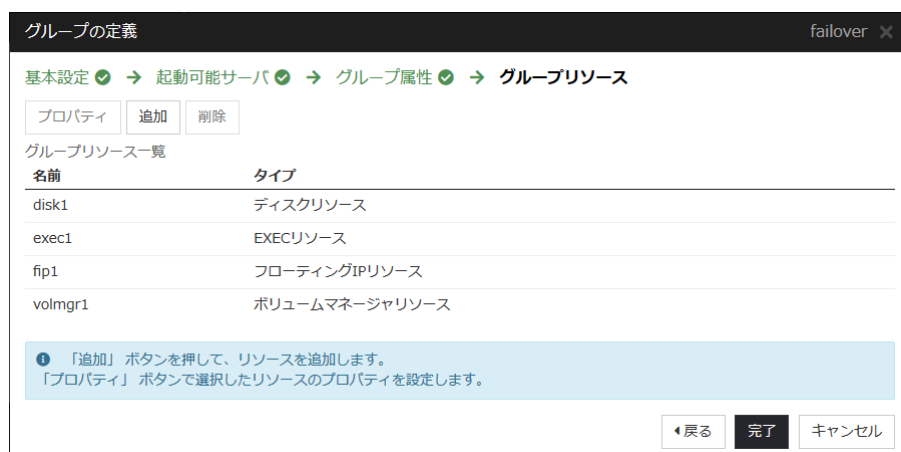 グループの定義 failover ×
基本設定 → 起動可能サーバ → グループ属性 → グループリソース
プロパティ 追加 削除
グループリソース一覧
名前 タイプ
disk1 ディスクリソース
exec1 EXECリソース
fip1 フローティングIPリソース
volmgr1 ボリュームマネージャリソース
「追加」 ボタンを押して、リソースを追加します。
「プロパティ」 ボタンで選択したリソースのプロパティを設定します。
戻る 完了 キャンセル